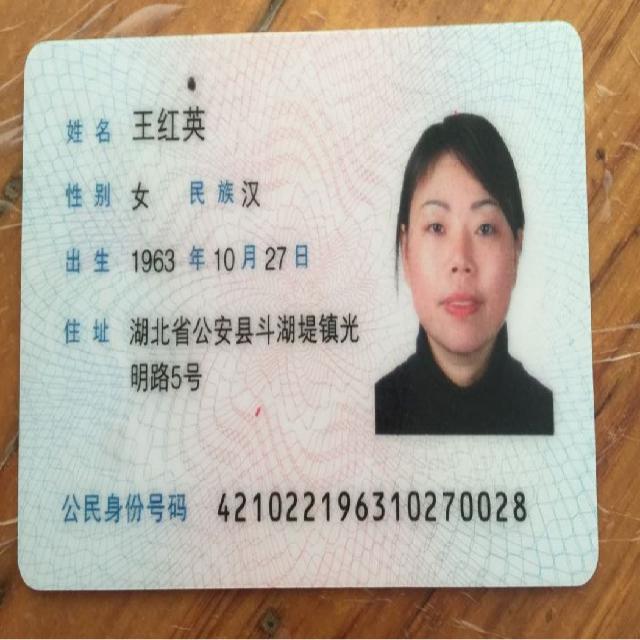 姓名 王红英
性别 女 民族 汉
出生 1963 年 10 月 27 日
住址 湖北省公安县斗湖堤镇光
明路5号
公民身份号码 421022196310270028